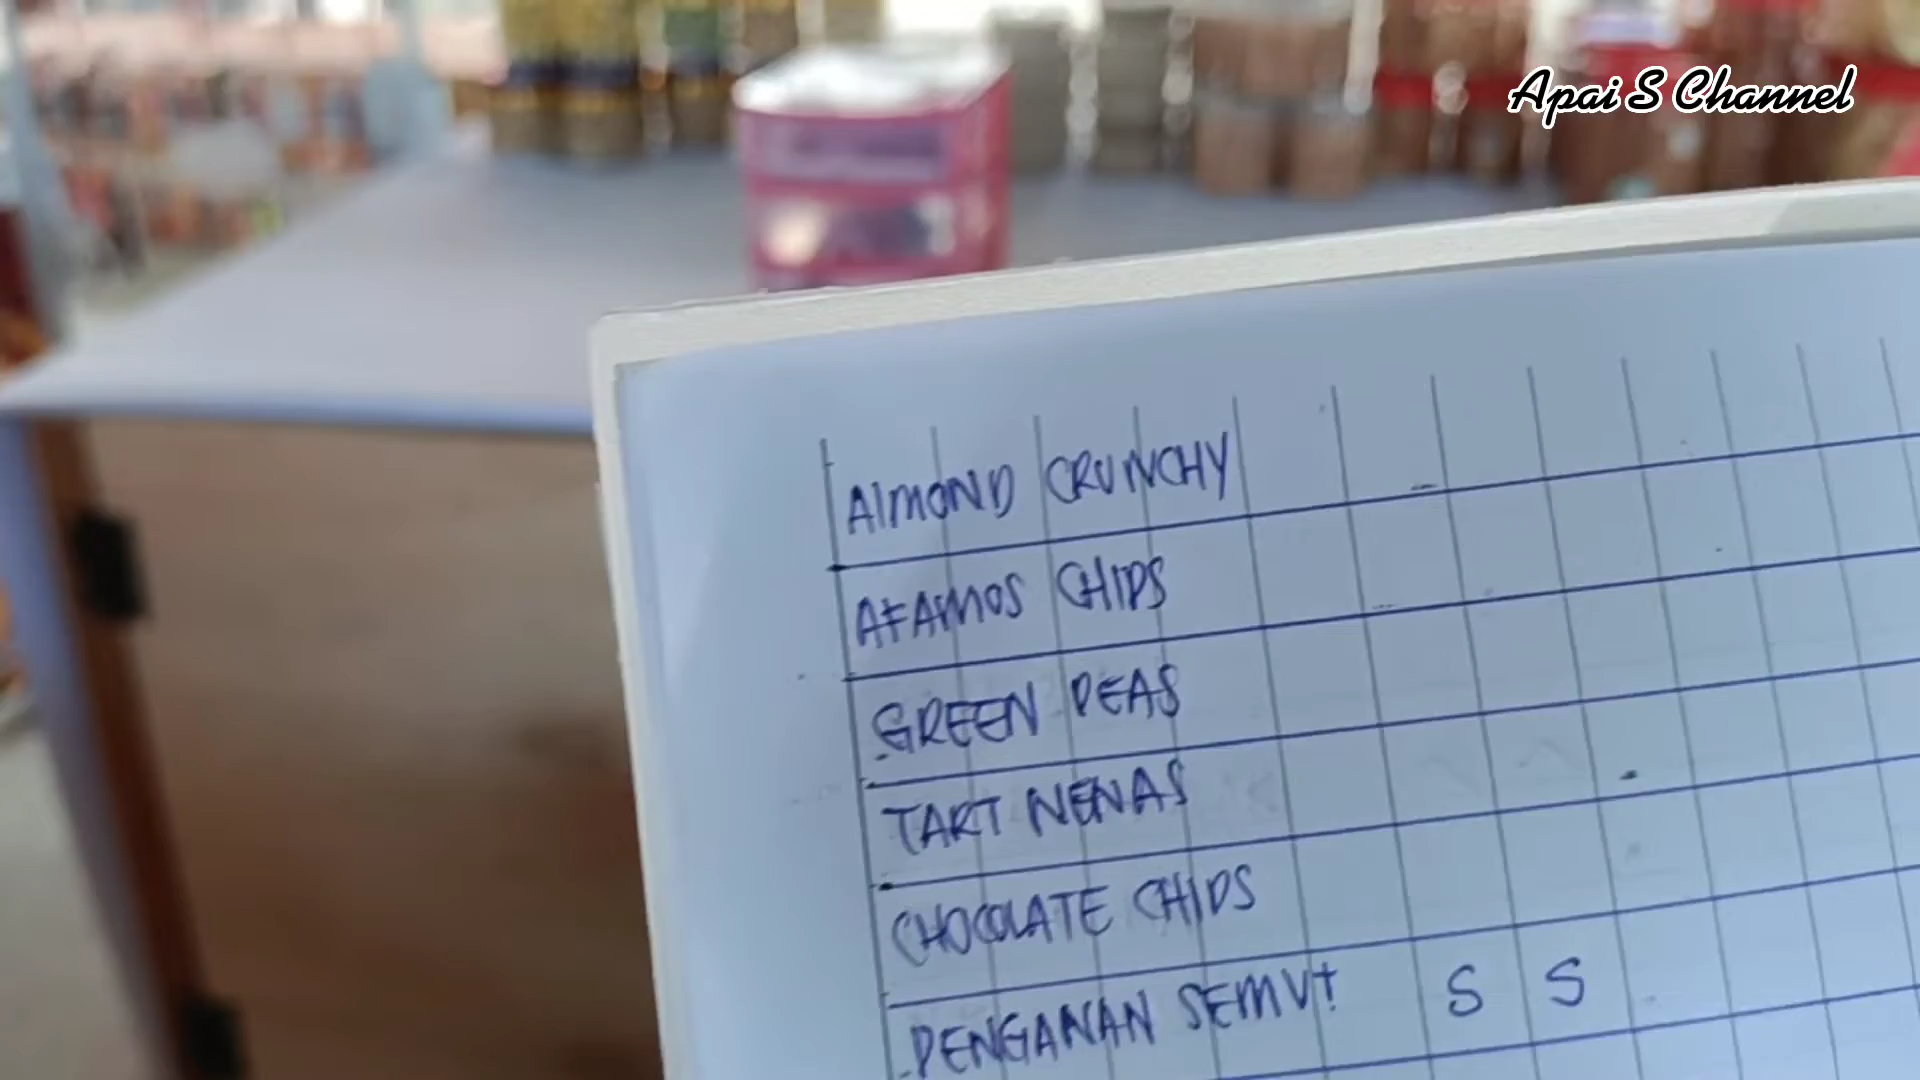 Apai S Channel
AlMOND CRUNCHY
AFAMOS CHIPS
GREEN PEAS
TART NENAS
CHOCOLATE CHIPS
PENGANAN SEMUt S S